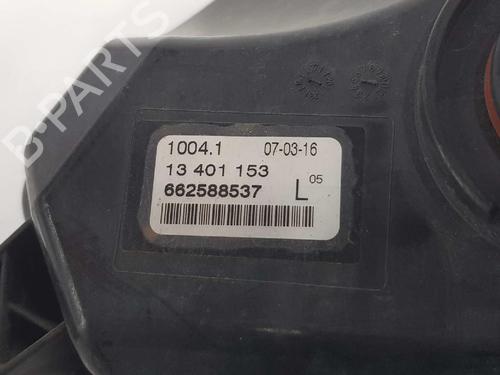 B-PARTS
1004.1 07-03-16
13 401 153
662588537 L 05